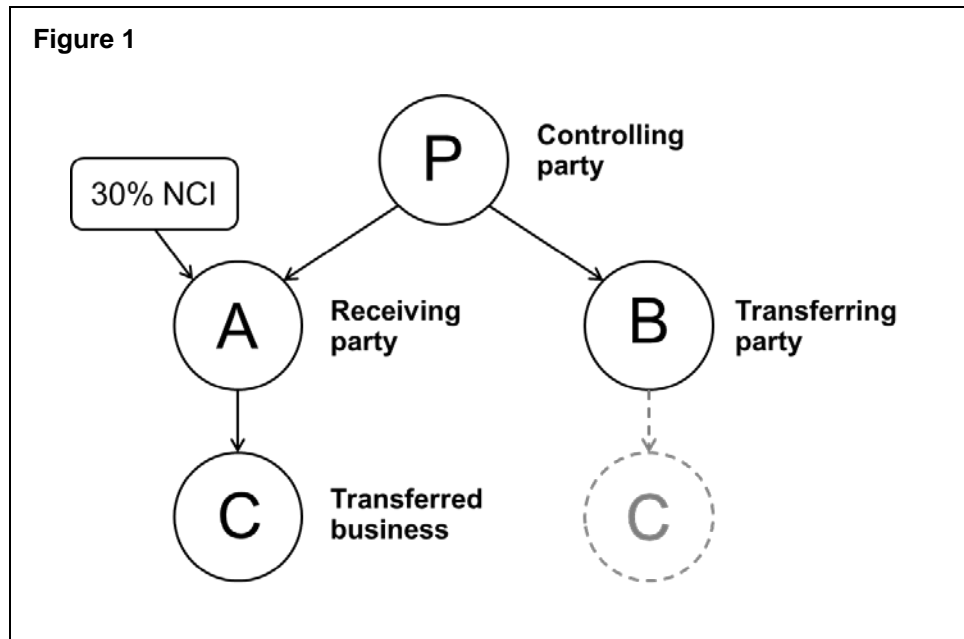 Figure 1
P
Controlling
party
30% NCI
A
Receiving
party
B
Transferring
party
C
Transferred
business
C